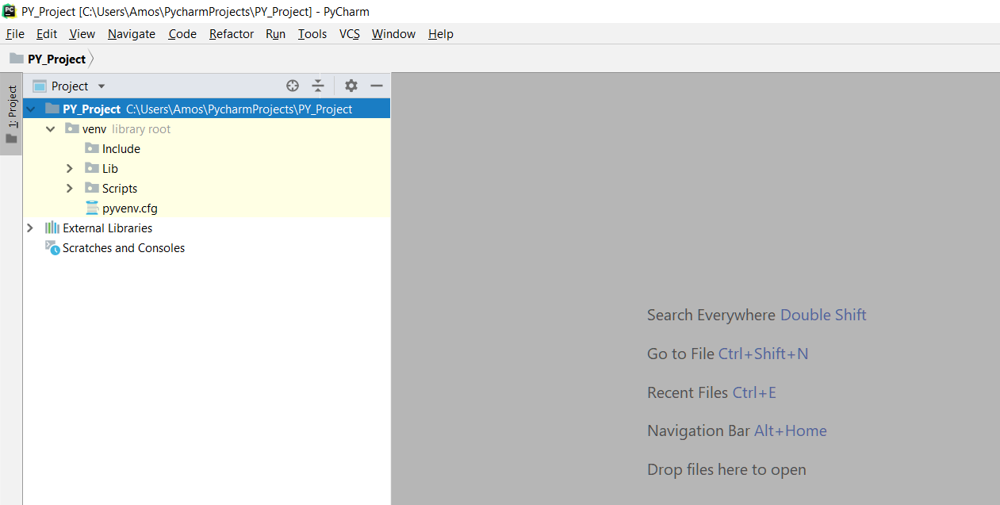 PC PY_Project [C:\Users\Amos\PycharmProjects\PY_Project] - PyCharm
File Edit View Navigate Code Refactor Run Tools VCS Window Help
PY_Project
1: Project
Project
PY_Project C:\Users\Amos\PycharmProjects\PY_Project
venv library root
Include
Lib
Scripts
pyvenv.cfg
External Libraries
Scratches and Consoles
Search Everywhere Double Shift
Go to File Ctrl+Shift+N
Recent Files Ctrl+E
Navigation Bar Alt+Home
Drop files here to open